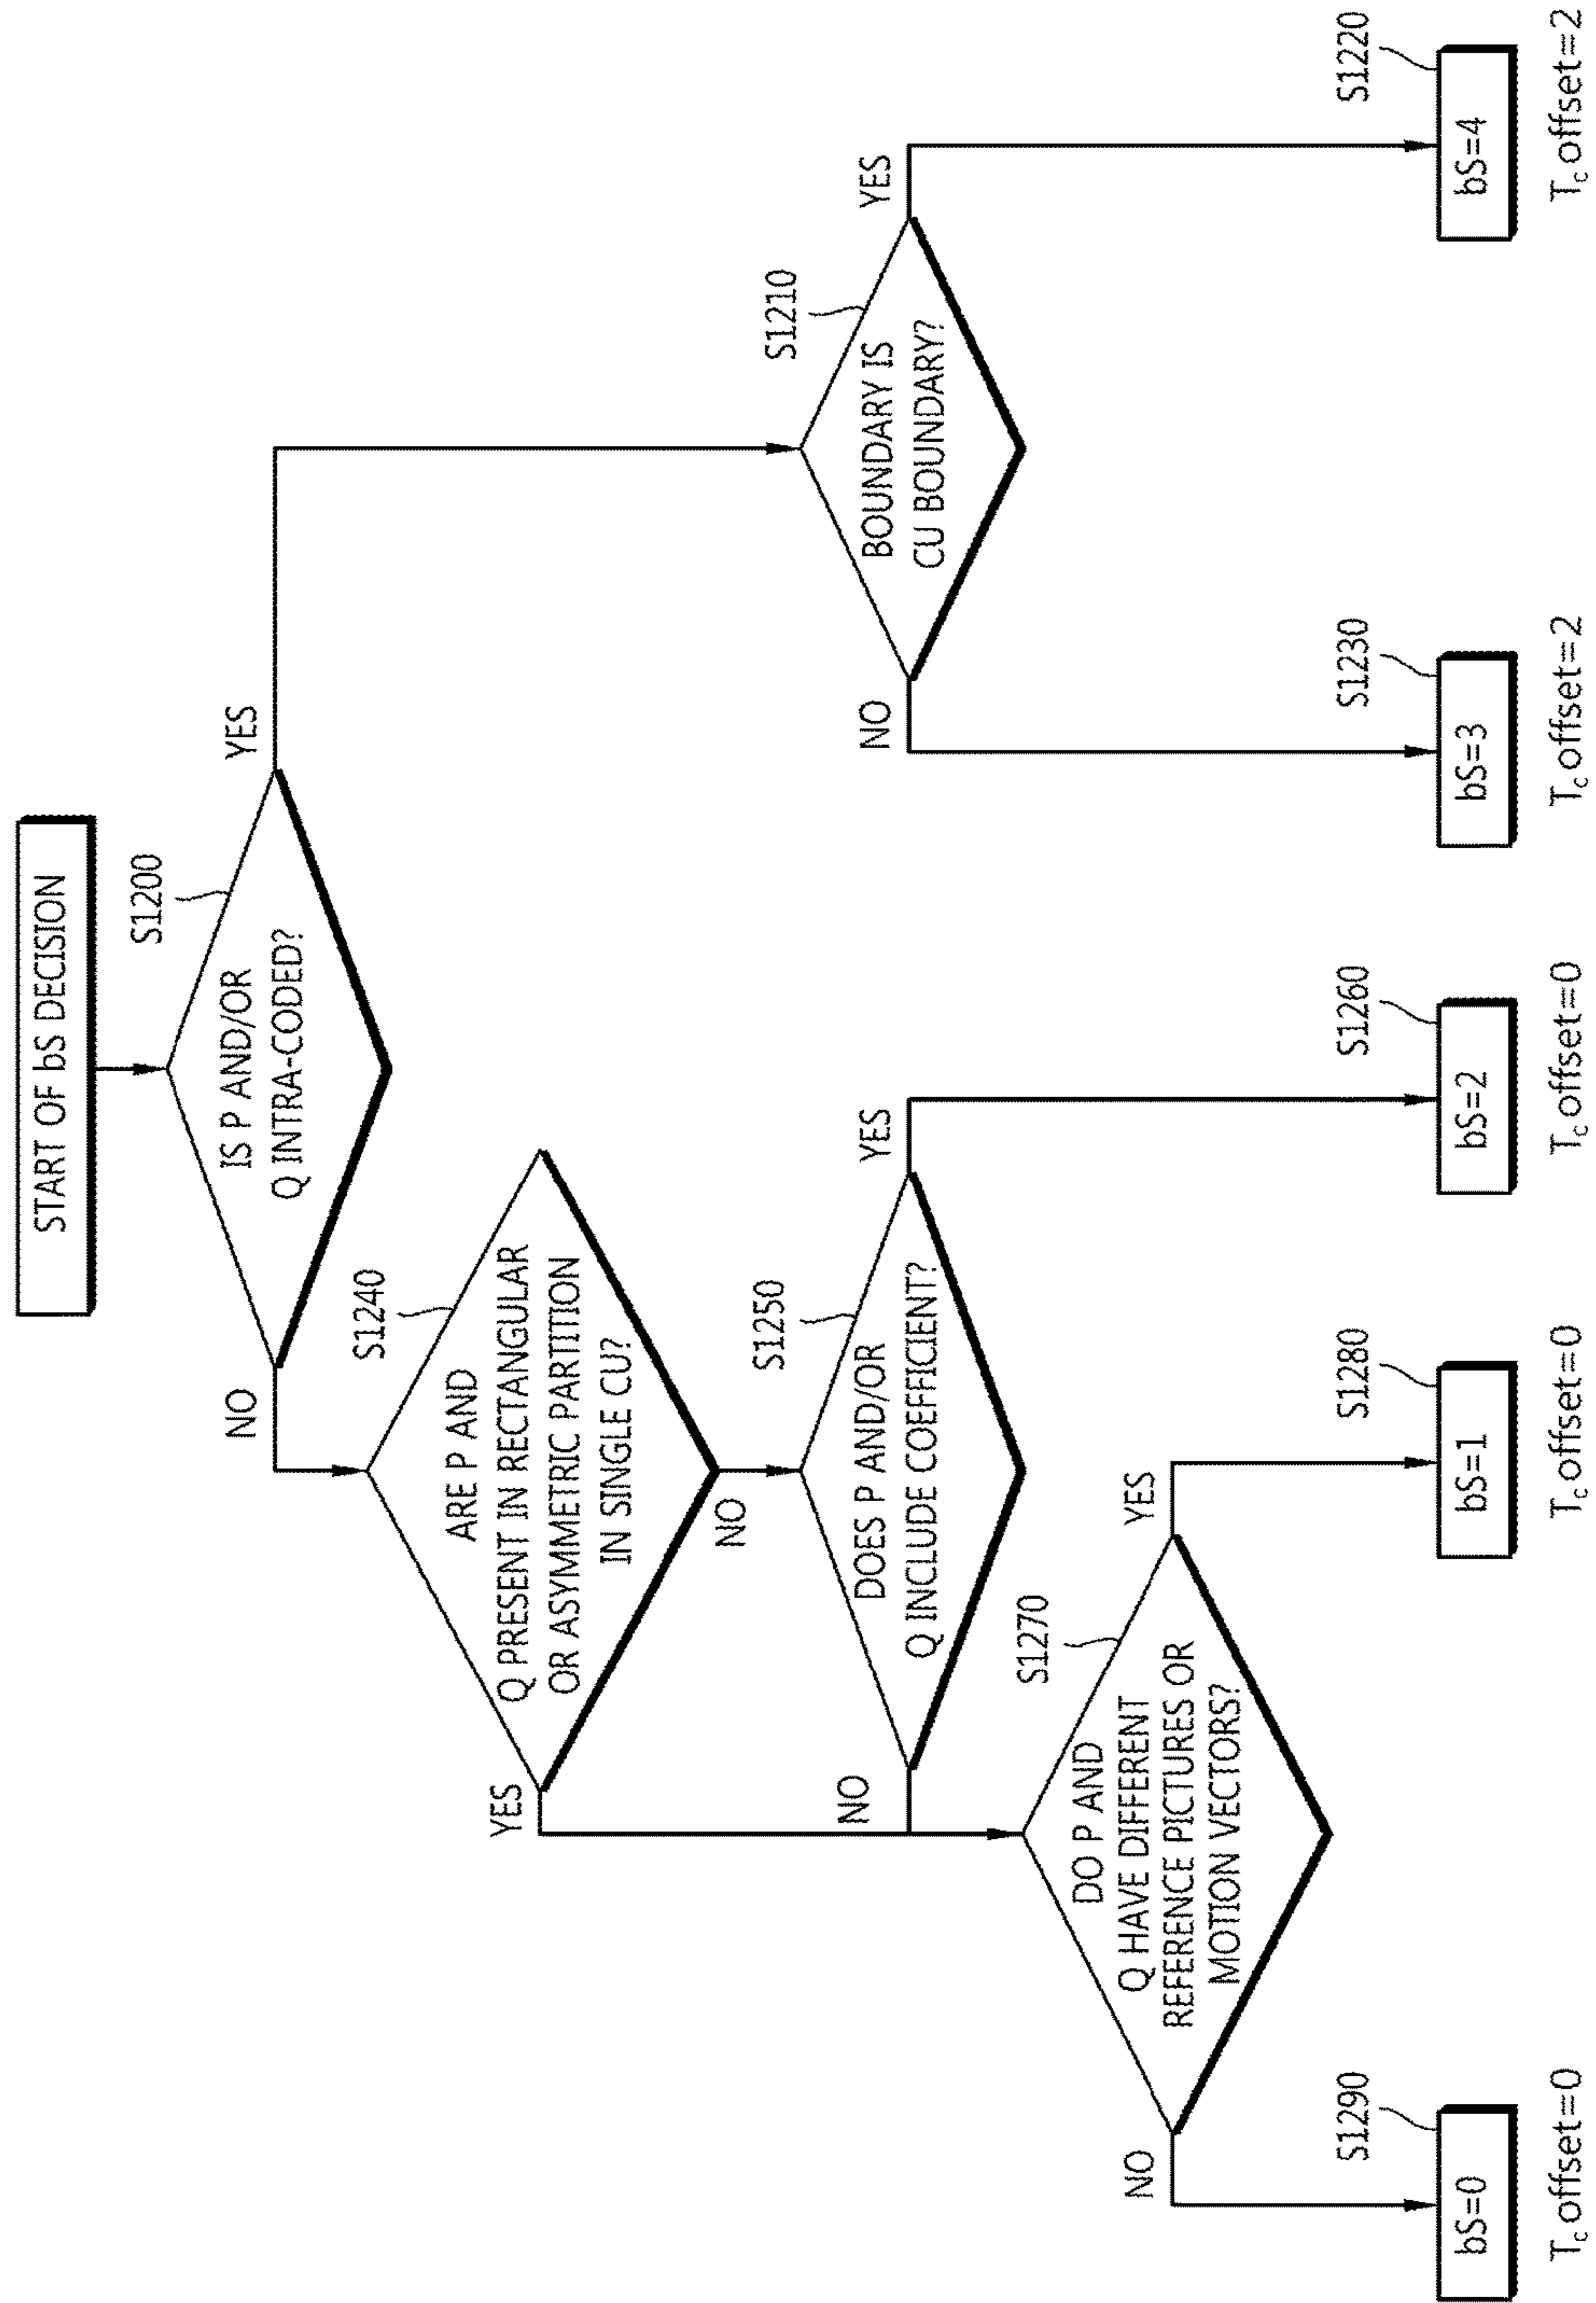 START OF bS DECISION
S1200
IS P AND/OR
Q INTRA-CODED?
NO
YES
S1240
ARE P AND
Q PRESENT IN RECTANGULAR
OR ASYMMETRIC PARTITION
IN SINGLE CU?
YES
NO
S1250
DOES P AND/OR
Q INCLUDE COEFFICIENT?
NO
YES
S1210
BOUNDARY IS
CU BOUNDARY?
NO
YES
S1270
DO P AND
Q HAVE DIFFERENT
REFERENCE PICTURES OR
MOTION VECTORS?
NO
YES
S1290
bS=0
Tc offset=0
S1280
bS=1
Tc offset=0
S1260
bS=2
Tc offset=0
S1230
bS=3
Tc offset=2
S1220
bS=4
Tc offset=2